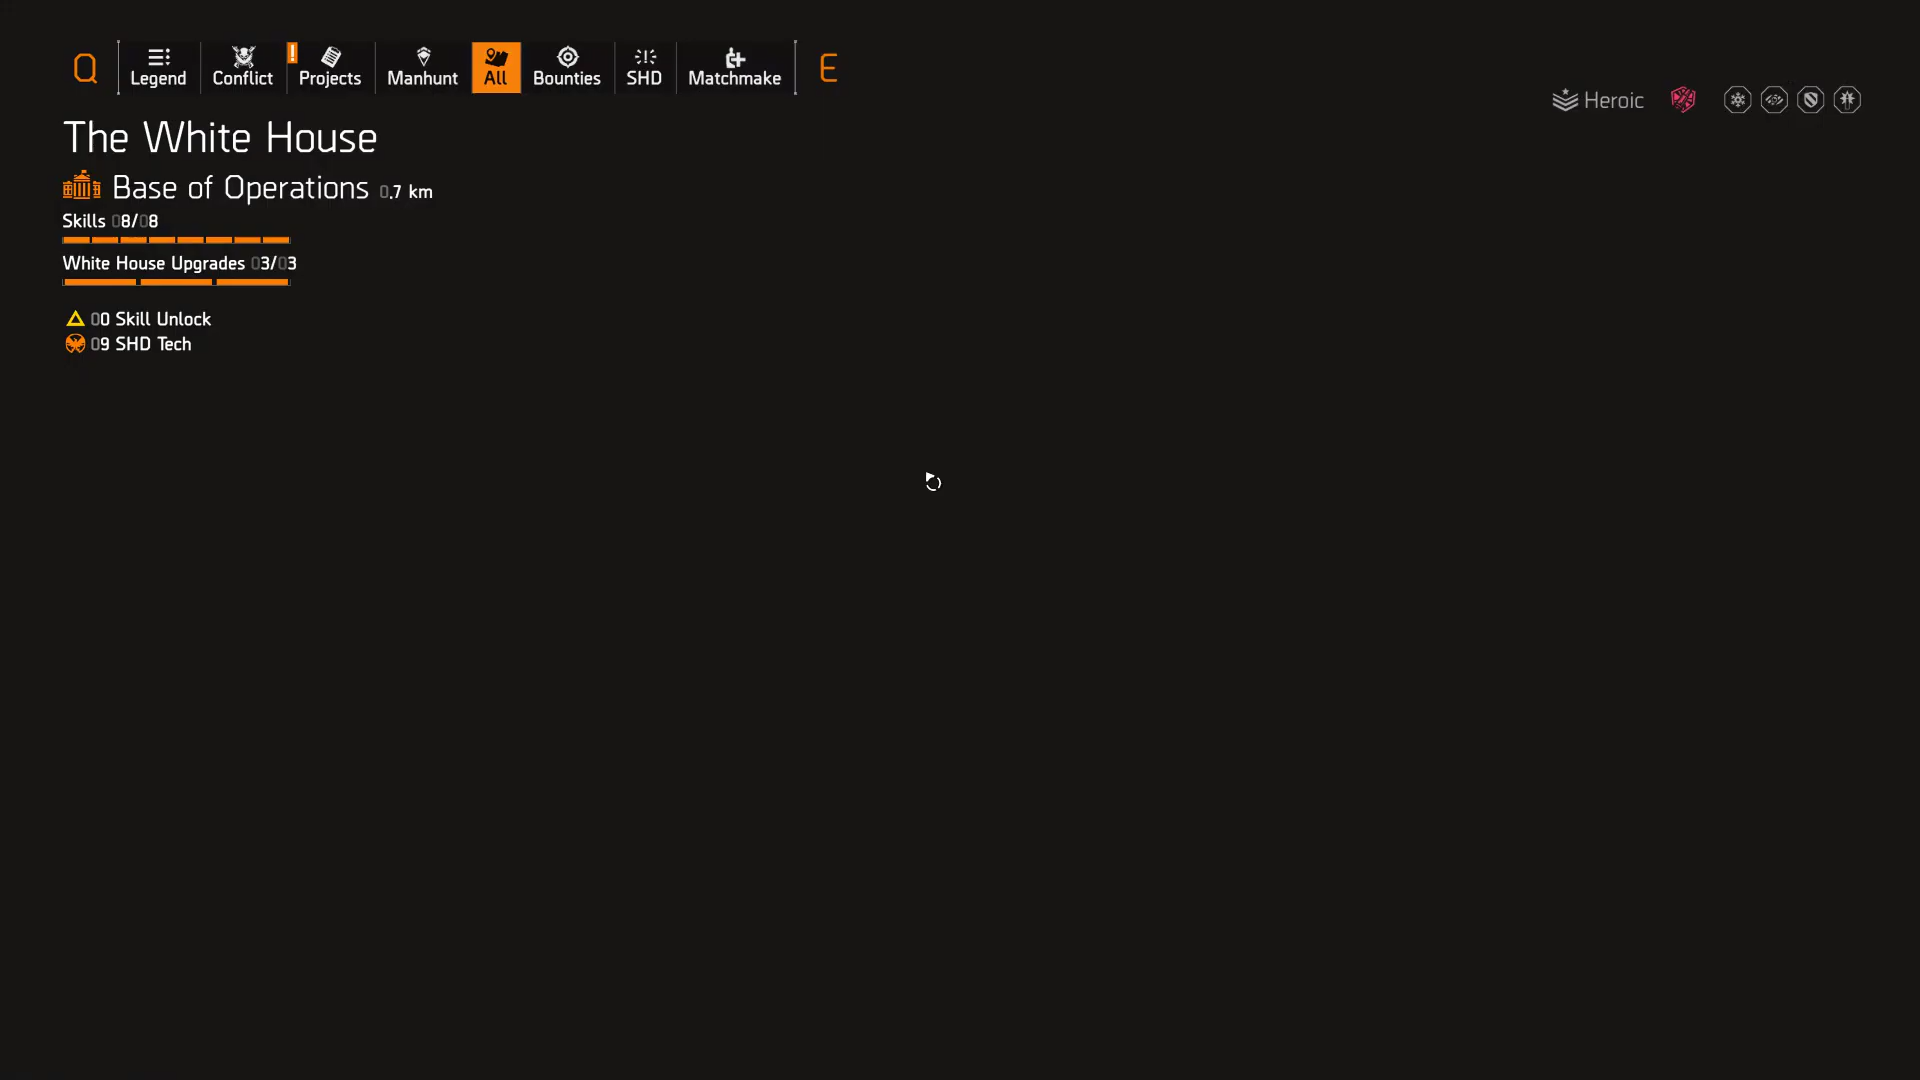 Q Legend Conflict ! Projects Manhunt All Bounties SHD Matchmake E
Heroic
The White House
Base of Operations 0.7 km
Skills 08/08
White House Upgrades 03/03
00 Skill Unlock
09 SHD Tech